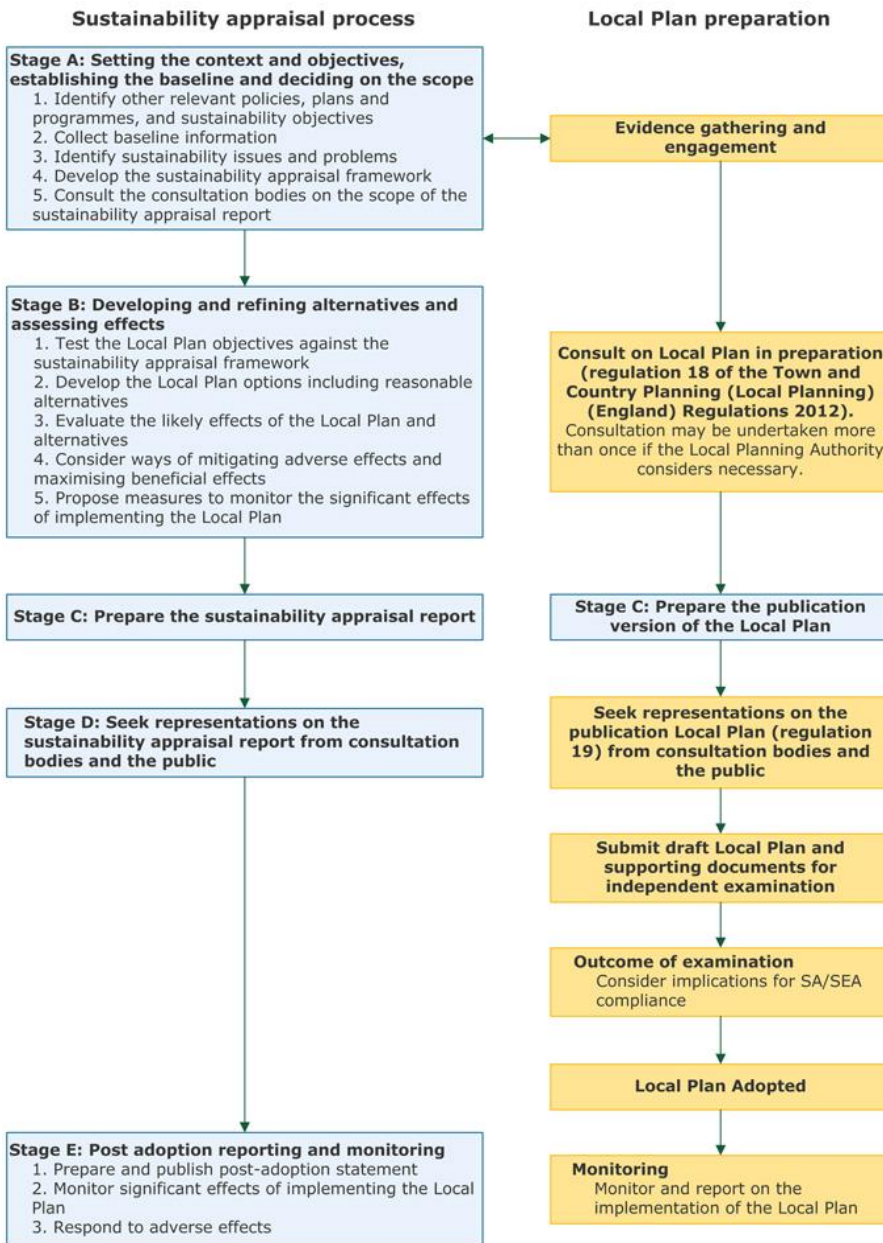 Sustainability appraisal process
Local Plan preparation
Stage A: Setting the context and objectives,
establishing the baseline and deciding on the scope
1. Identify other relevant policies, plans and
programmes, and sustainability objectives
2. Collect baseline information
3. Identify sustainability issues and problems
4. Develop the sustainability appraisal framework
5. Consult the consultation bodies on the scope of the
sustainability appraisal report
Evidence gathering and
engagement
Stage B: Developing and refining alternatives and
assessing effects
1. Test the Local Plan objectives against the
sustainability appraisal framework
2. Develop the Local Plan options including reasonable
alternatives
3. Evaluate the likely effects of the Local Plan and
alternatives
4. Consider ways of mitigating adverse effects and
maximising beneficial effects
5. Propose measures to monitor the significant effects
of implementing the Local Plan
Consult on Local Plan in preparation
(regulation 18 of the Town and
Country Planning (Local Planning)
(England) Regulations 2012).
Consultation may be undertaken more
than once if the Local Planning Authority
considers necessary.
Stage C: Prepare the sustainability appraisal report
Stage C: Prepare the publication
version of the Local Plan
Stage D: Seek representations on the
sustainability appraisal report from consultation
bodies and the public
Seek representations on the
publication Local Plan (regulation
19) from consultation bodies and
the public
Submit draft Local Plan and
supporting documents for
independent examination
Outcome of examination
Consider implications for SA/SEA
compliance
Local Plan Adopted
Stage E: Post adoption reporting and monitoring
1. Prepare and publish post-adoption statement
2. Monitor significant effects of implementing the Local
Plan
3. Respond to adverse effects
Monitoring
Monitor and report on the
implementation of the Local Plan